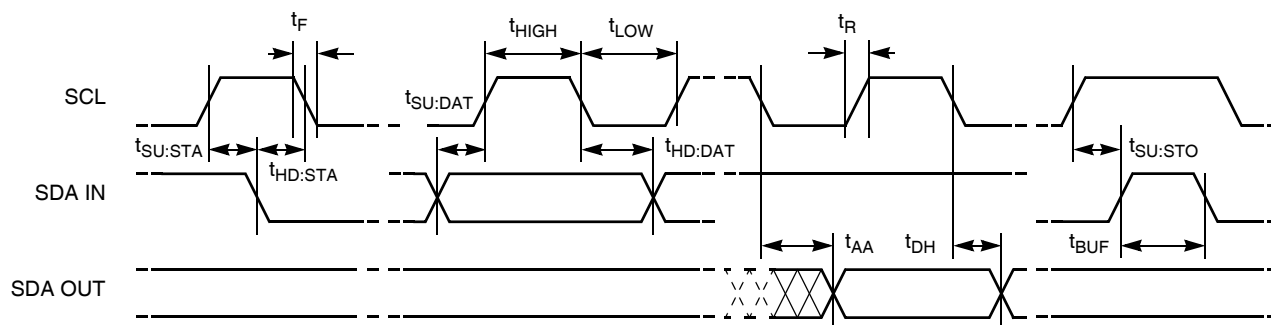 tF
tHIGH
tLOW
tR
SCL
tSU:DAT
tSU:STA
tHD:STA
tHD:DAT
tSU:STO
SDA IN
tAA
tDH
tBUF
SDA OUT